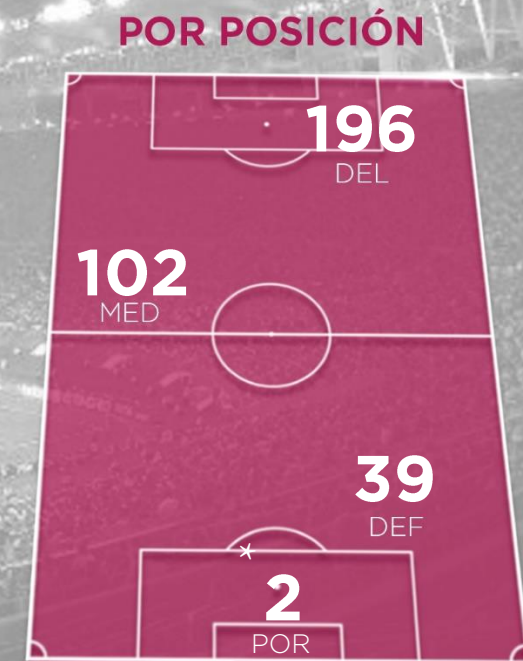 POR POSICIÓN
196
DEL
102
MED
39
DEF
*
2
POR